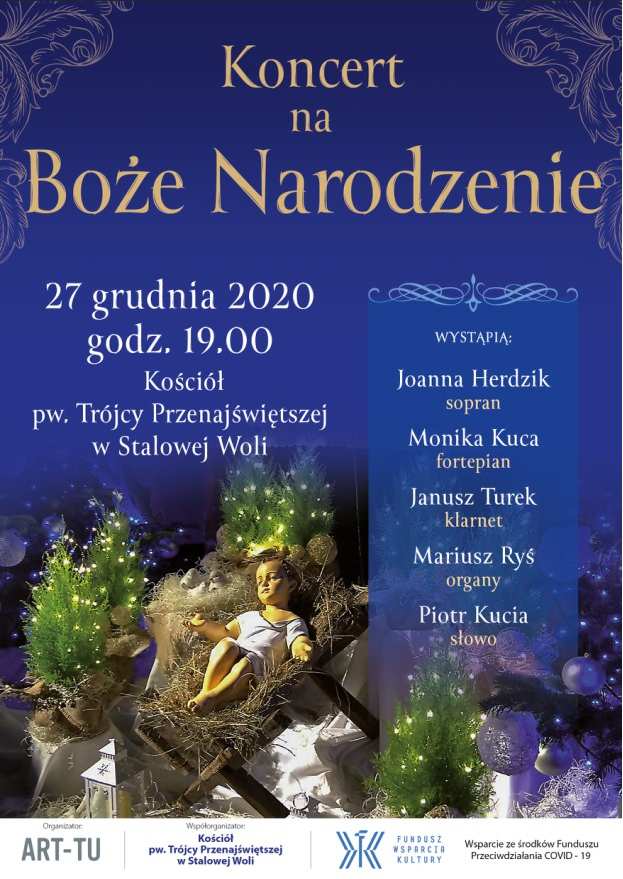 Koncert
na
Boże Narodzenie
27 grudnia 2020
godz. 19.00
Kościół
pw. Trójcy Przenajświętszej
w Stalowej Woli
WYSTĄPIĄ:
Joanna Herdzik
sopran
Monika Kuca
fortepian
Janusz Turek
klarnet
Mariusz Ryś
organy
Piotr Kucia
słowo
Organizator:
ART-TU
Współorganizator:
Kościół
pw. Trójcy Przenajświętszej
w Stalowej Woli
FUNDUSZ
WSPARCIA
KULTURY
Wsparcie ze środków Funduszu
Przeciwdziałania COVID - 19